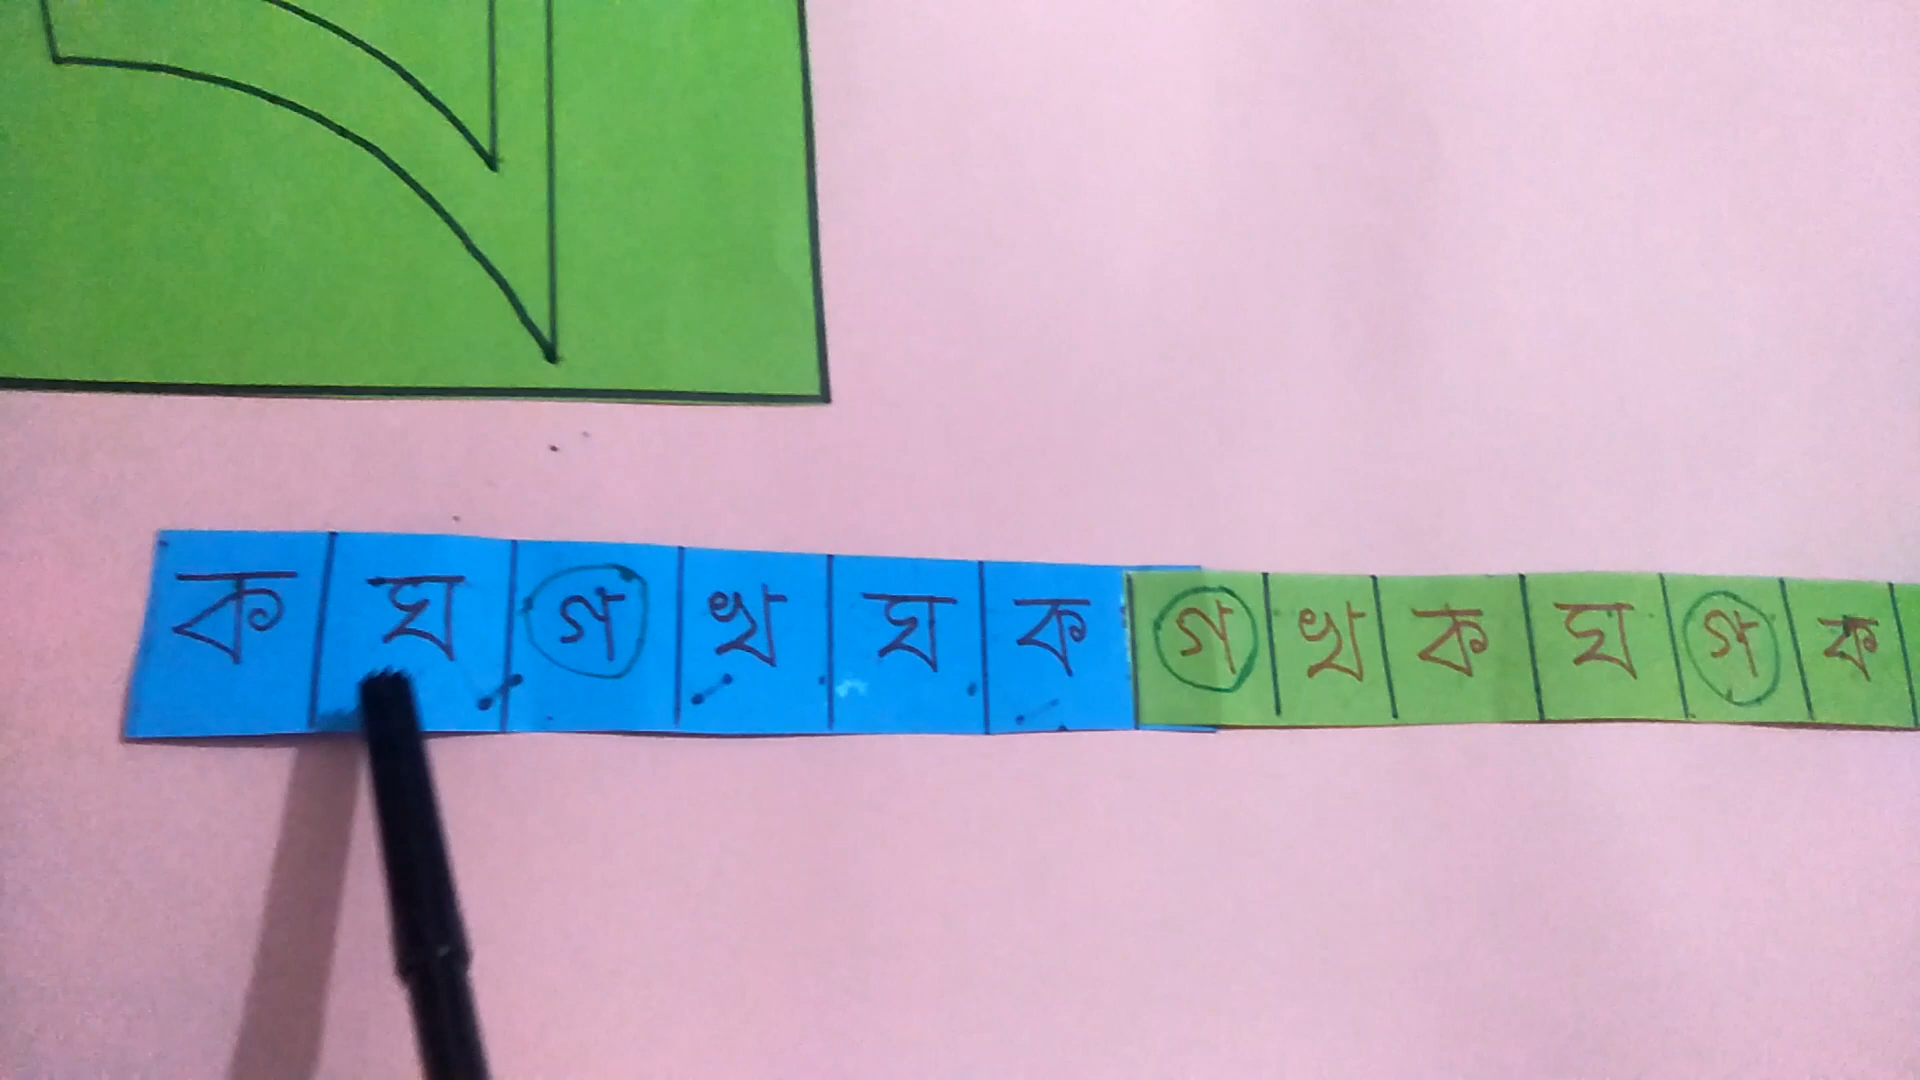 ক ঘ গ খ ঘ ক গ খ ক ঘ গ ক